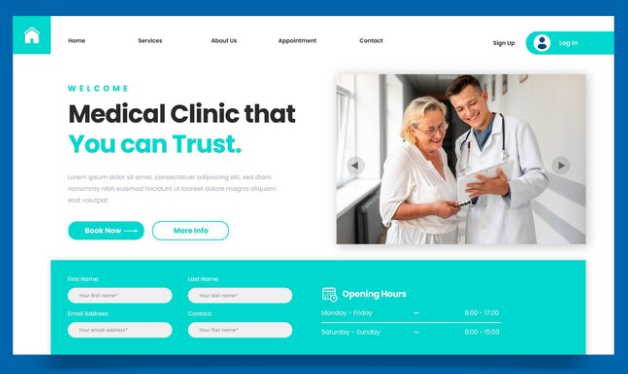 Home
Services
About Us
Appointment
Contact
Sign Up
Log In
WELCOME
Medical Clinic that
You can Trust.
Lorem ipsum dolor sit amet, consectetuer adipiscing elit, sed diam
nonummy nibh euismod tincidunt ut laoreet dolore magna aliquam
erat volutpat.
Book Now
More Info
First Name:
Last Name:
Your first name*
Your last name*
Email Address:
Contact:
Your email address*
Your first name*
Opening Hours
Monday - Friday – 8:00 - 17:00
Saturday - Sunday – 8:00 - 15:00